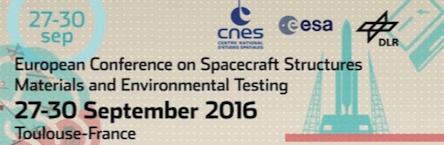 27-30
sep
cnes
CENTRE NATIONAL
D'ÉTUDES SPATIALES
esa
DLR
European Conference on Spacecraft Structures
Materials and Environmental Testing
27-30 September 2016
Toulouse-France